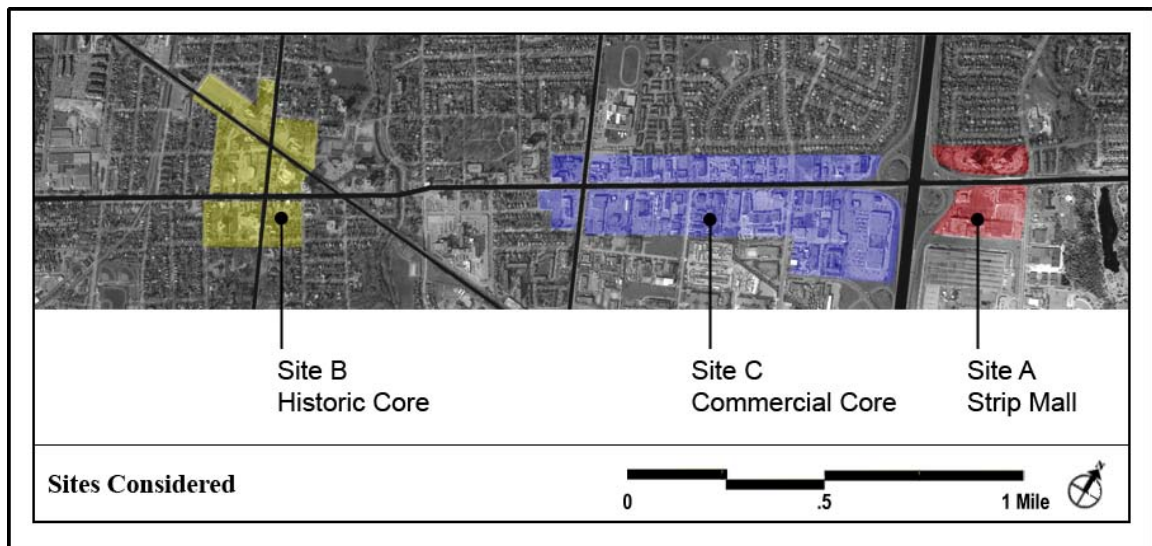 Site B
Historic Core
Site C
Commercial Core
Site A
Strip Mall
Sites Considered
0 .5 1 Mile
N